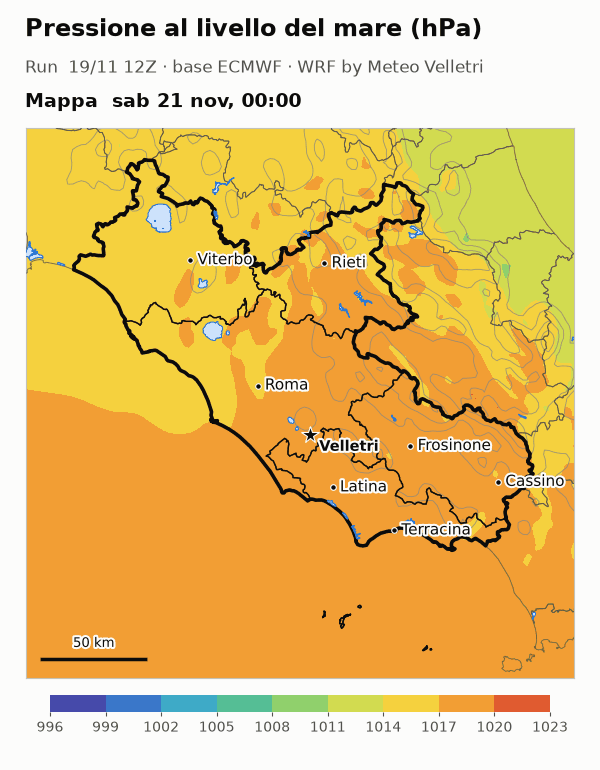 Pressione al livello del mare (hPa)
Run  19/11 12Z · base ECMWF · WRF by Meteo Velletri
Mappa  sab 21 nov, 00:00
Viterbo
Rieti
Roma
Velletri
Frosinone
Latina
Cassino
Terracina
50 km
996 999 1002 1005 1008 1011 1014 1017 1020 1023